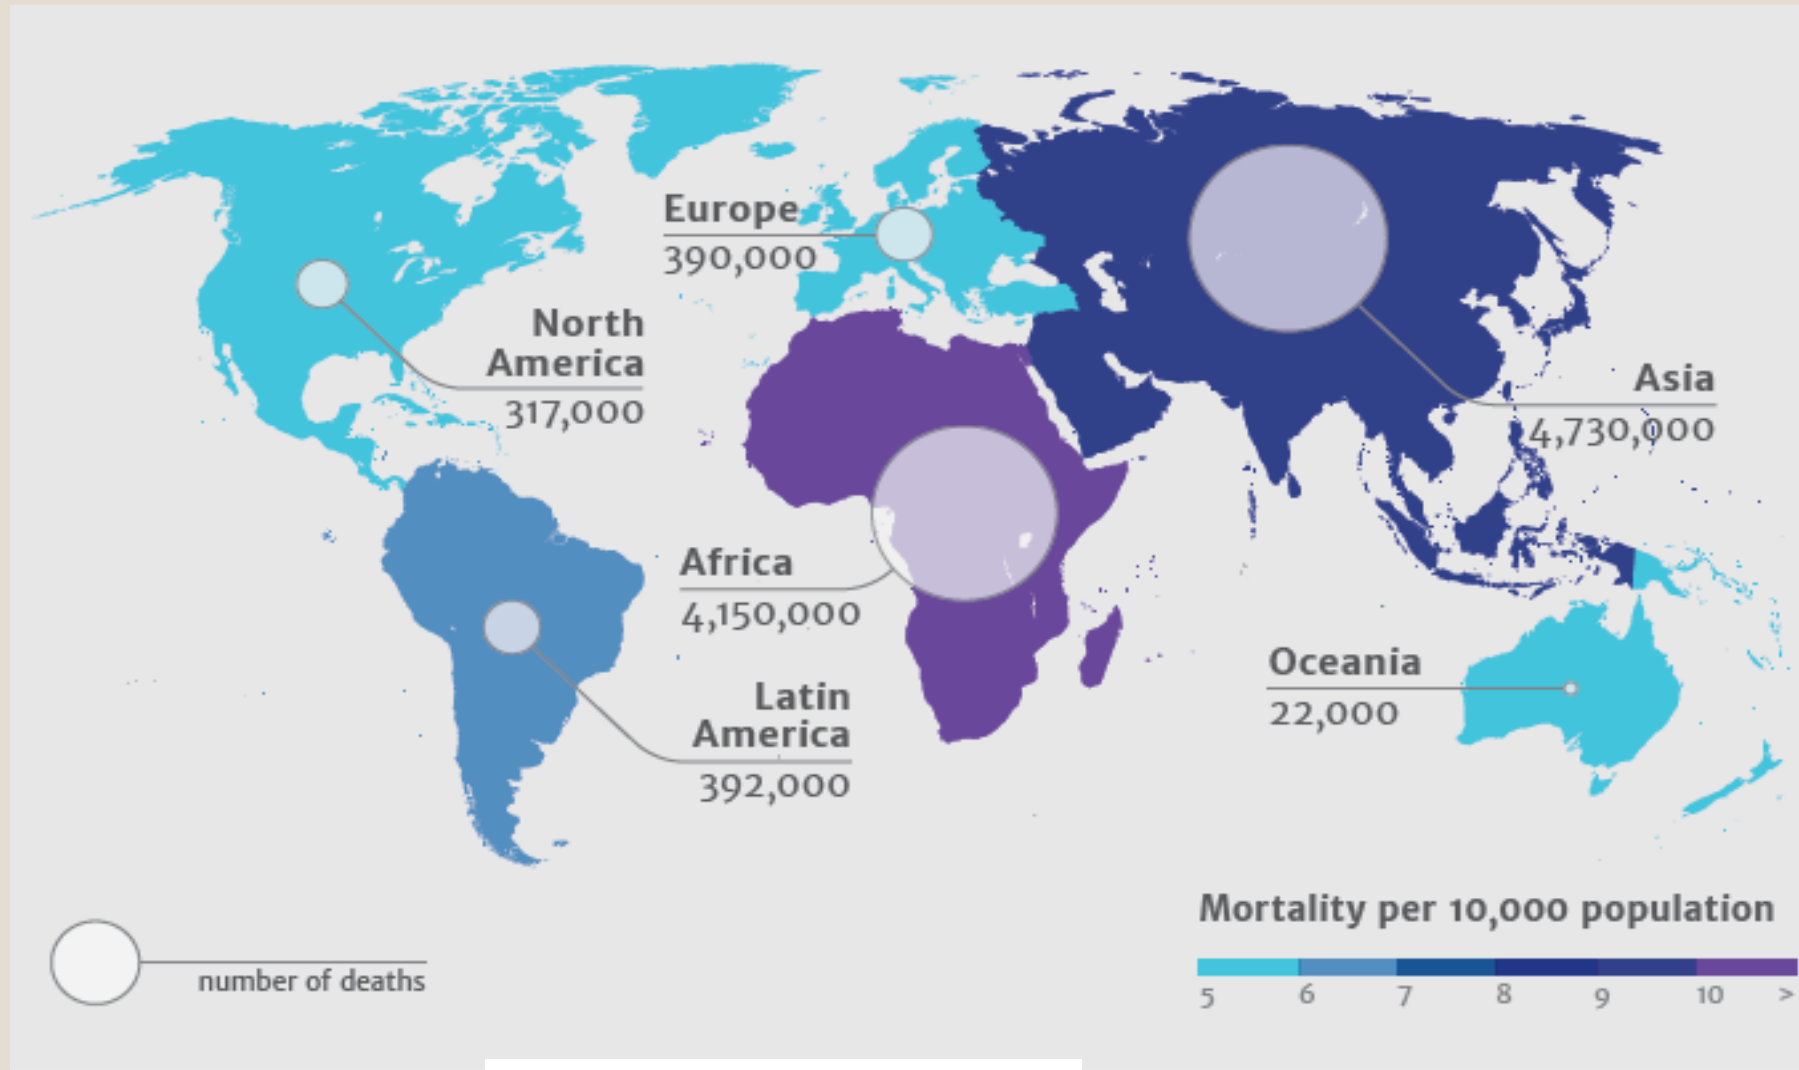 Europe
390,000
North
America
317,000
Asia
4,730,000
Africa
4,150,000
Latin
America
392,000
Oceania
22,000
number of deaths
Mortality per 10,000 population
5 6 7 8 9 10 >